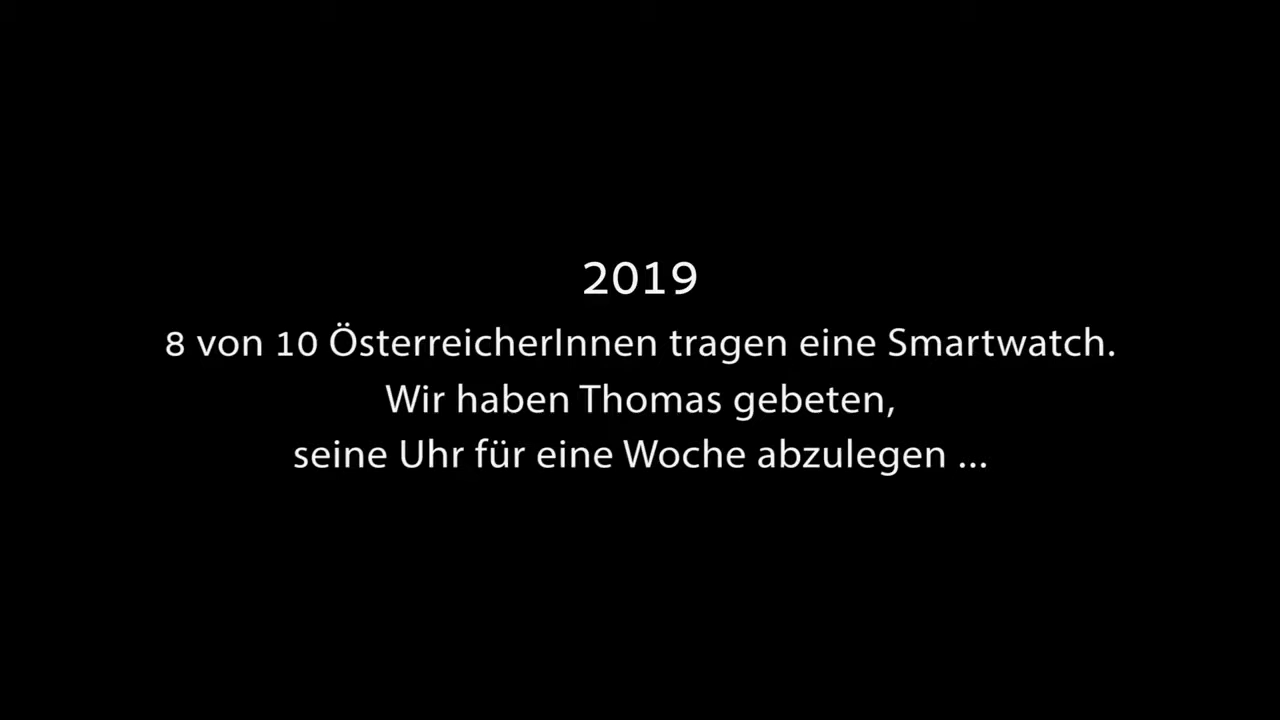 2019
8 von 10 ÖsterreicherInnen tragen eine Smartwatch.
Wir haben Thomas gebeten,
seine Uhr für eine Woche abzulegen ...